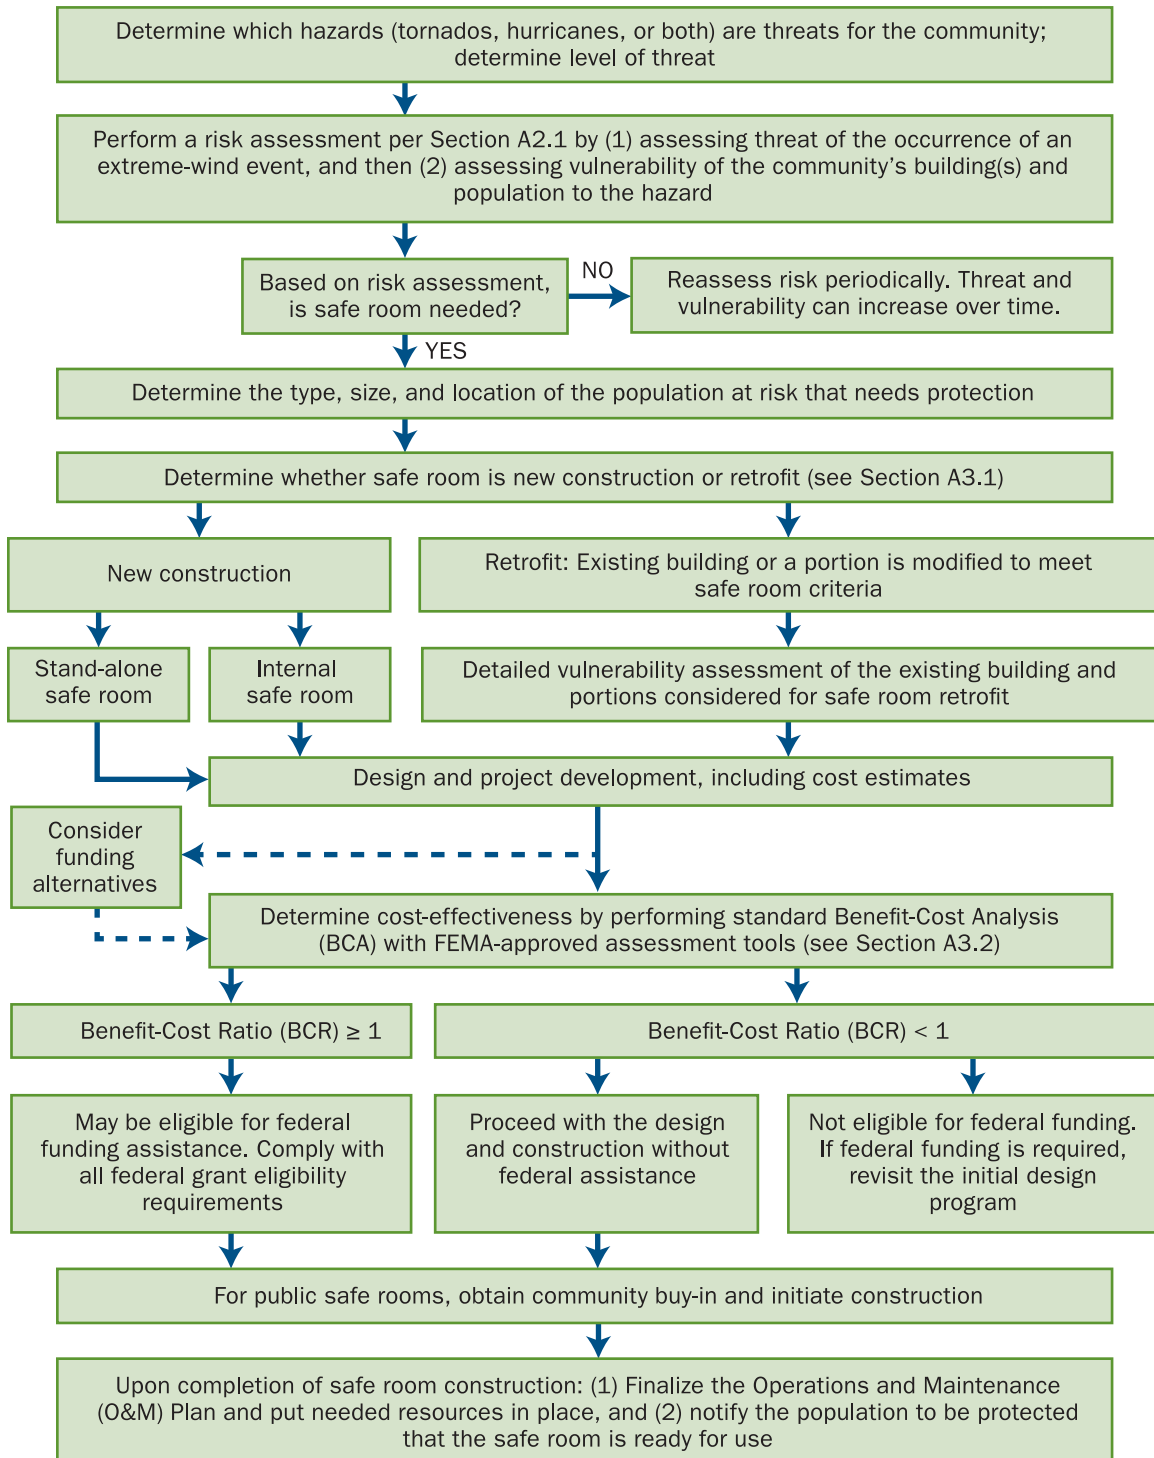 Determine which hazards (tornados, hurricanes, or both) are threats for the community;
determine level of threat
Perform a risk assessment per Section A2.1 by (1) assessing threat of the occurrence of an
extreme-wind event, and then (2) assessing vulnerability of the community's building(s) and
population to the hazard
Based on risk assessment,
is safe room needed?
NO
Reassess risk periodically. Threat and
vulnerability can increase over time.
YES
Determine the type, size, and location of the population at risk that needs protection
Determine whether safe room is new construction or retrofit (see Section A3.1)
New construction
Retrofit: Existing building or a portion is modified to meet
safe room criteria
Stand-alone
safe room
Internal
safe room
Detailed vulnerability assessment of the existing building and
portions considered for safe room retrofit
Design and project development, including cost estimates
Consider
funding
alternatives
Determine cost-effectiveness by performing standard Benefit-Cost Analysis
(BCA) with FEMA-approved assessment tools (see Section A3.2)
Benefit-Cost Ratio (BCR) ≥ 1
Benefit-Cost Ratio (BCR) < 1
May be eligible for federal
funding assistance. Comply with
all federal grant eligibility
requirements
Proceed with the design
and construction without
federal assistance
Not eligible for federal funding.
If federal funding is required,
revisit the initial design
program
For public safe rooms, obtain community buy-in and initiate construction
Upon completion of safe room construction: (1) Finalize the Operations and Maintenance
(O&M) Plan and put needed resources in place, and (2) notify the population to be protected
that the safe room is ready for use